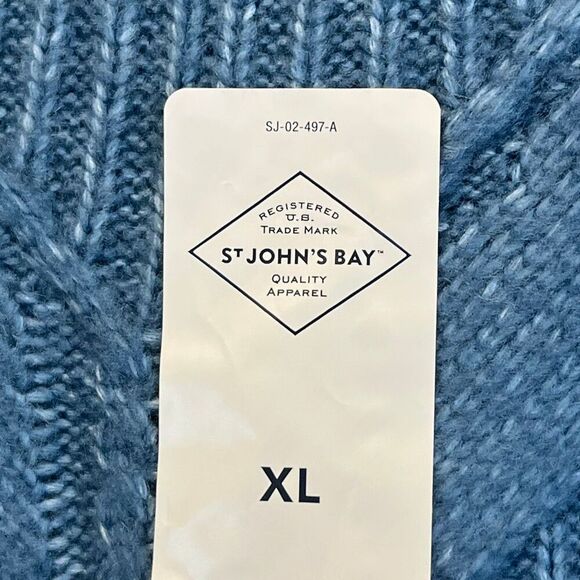 SJ-02-497-A
REGISTERED
U.S.
TRADE MARK
ST JOHN'S BAY™
QUALITY
APPAREL
XL